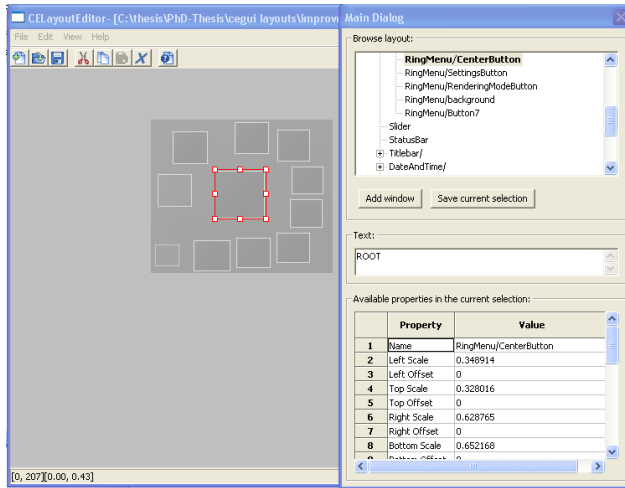 CELayoutEditor- [C:\thesis\PhD-Thesis\cegui layouts\improv
File Edit View Help
[0, 207][0.00, 0.43]
Main Dialog
Browse layout:
RingMenu/CenterButton
RingMenu/SettingsButton
RingMenu/RenderingModeButton
RingMenu/background
RingMenu/Button7
Slider
StatusBar
Titlebar/
DateAndTime/
Add window Save current selection
Text:
ROOT
Available properties in the current selection:
Property Value
1 Name RingMenu/CenterButton
2 Left Scale 0.348914
3 Left Offset 0
4 Top Scale 0.328016
5 Top Offset 0
6 Right Scale 0.628765
7 Right Offset 0
8 Bottom Scale 0.652168